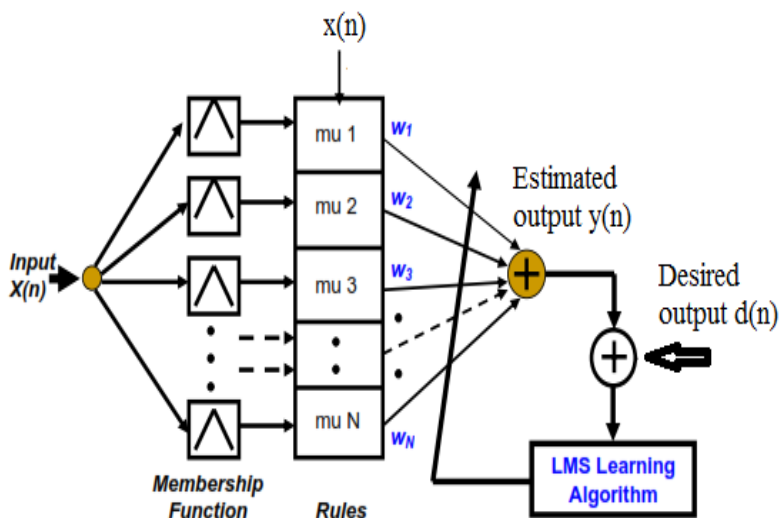 x(n)
mu 1
mu 2
mu 3
mu N
w1
w2
w3
wN
Input
X(n)
Estimated
output y(n)
Desired
output d(n)
LMS Learning
Algorithm
Membership
Function
Rules